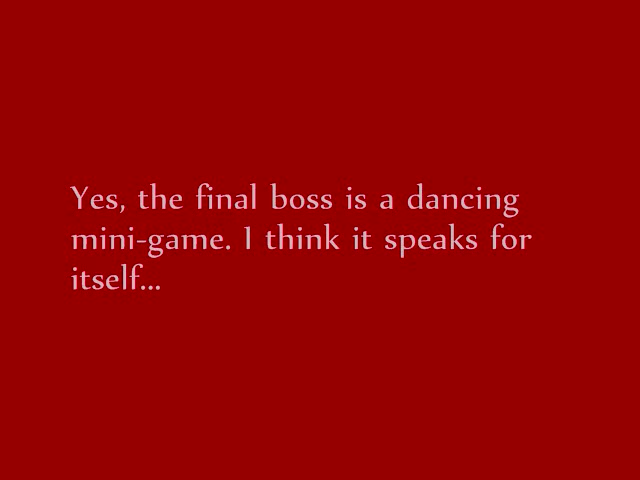 Yes, the final boss is a dancing
mini-game. I think it speaks for
itself...